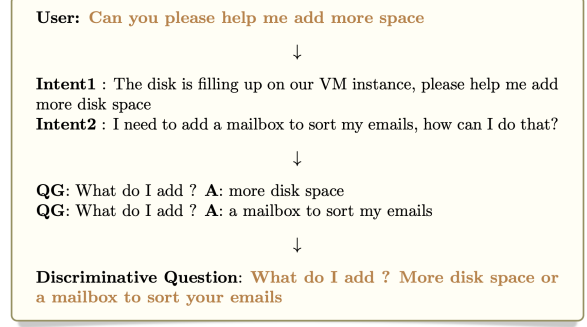 User: Can you please help me add more space
↓
Intent1 : The disk is filling up on our VM instance, please help me add
more disk space
Intent2 : I need to add a mailbox to sort my emails, how can I do that?
↓
QG: What do I add ? A: more disk space
QG: What do I add ? A: a mailbox to sort my emails
↓
Discriminative Question: What do I add ? More disk space or
a mailbox to sort your emails